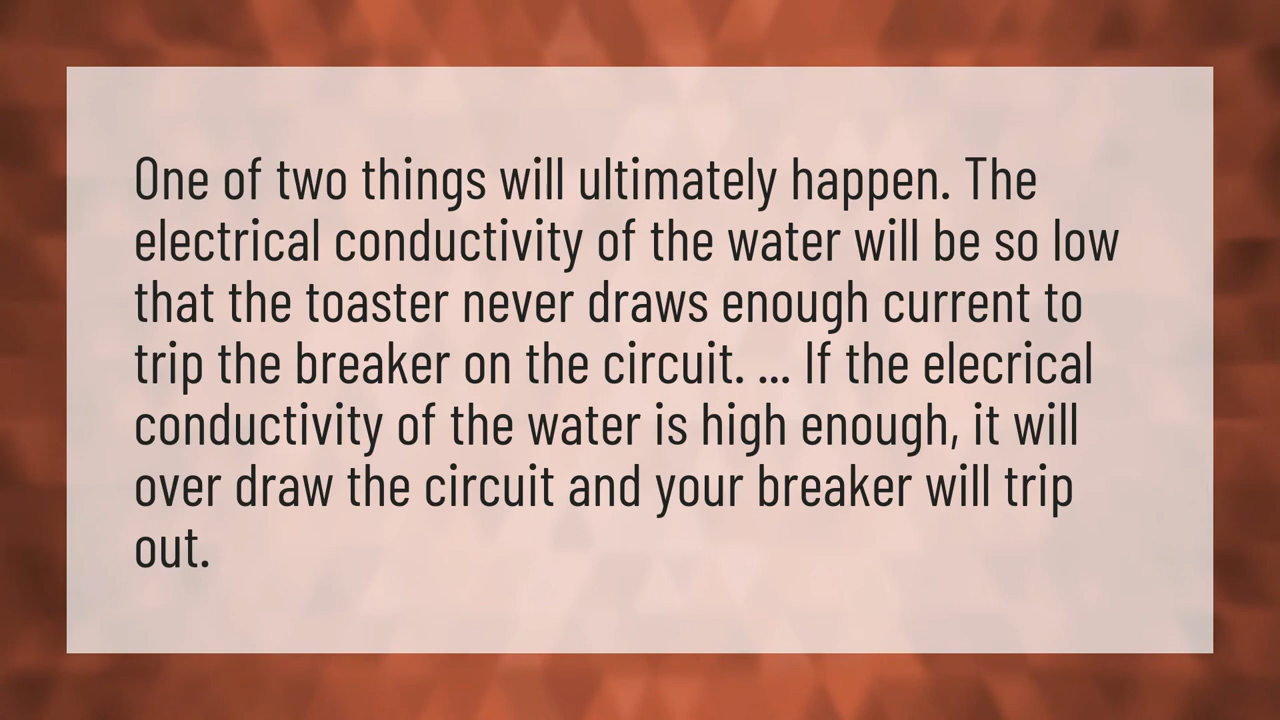 One of two things will ultimately happen. The
electrical conductivity of the water will be so low
that the toaster never draws enough current to
trip the breaker on the circuit. ... If the elecrical
conductivity of the water is high enough, it will
over draw the circuit and your breaker will trip
out.